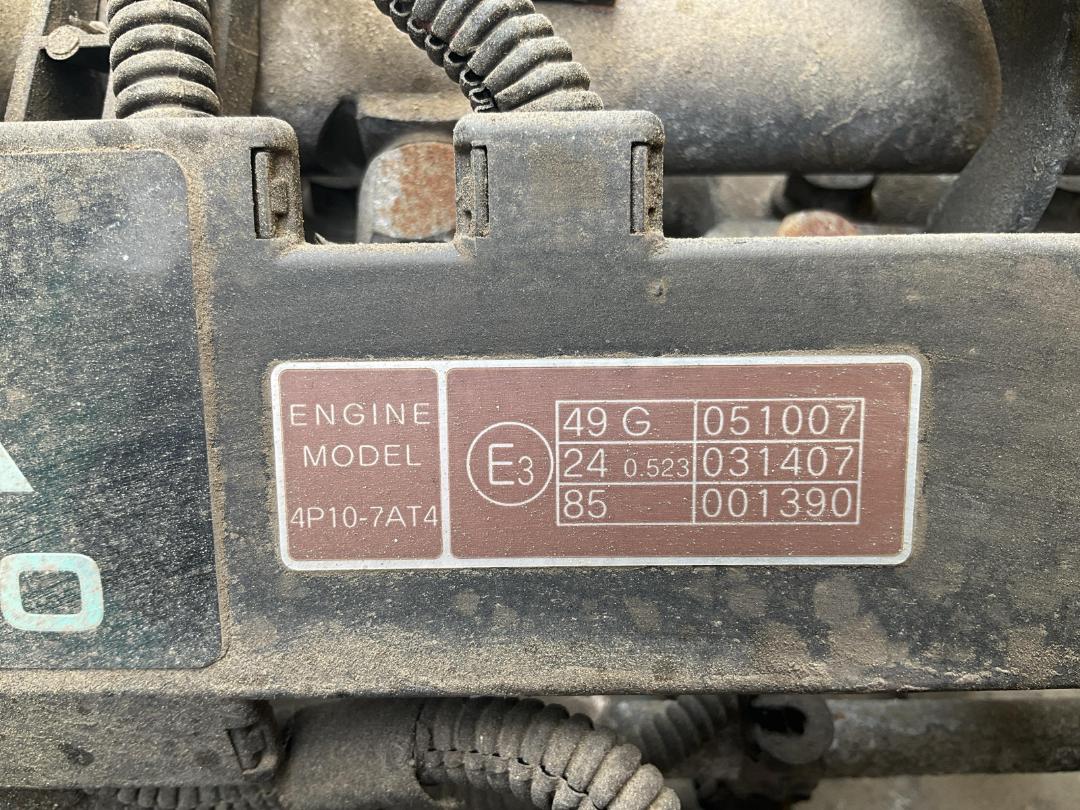 ENGINE
MODEL
4P10-7AT4
E3
49 G 051007
24 0.523 031407
85 001390
O